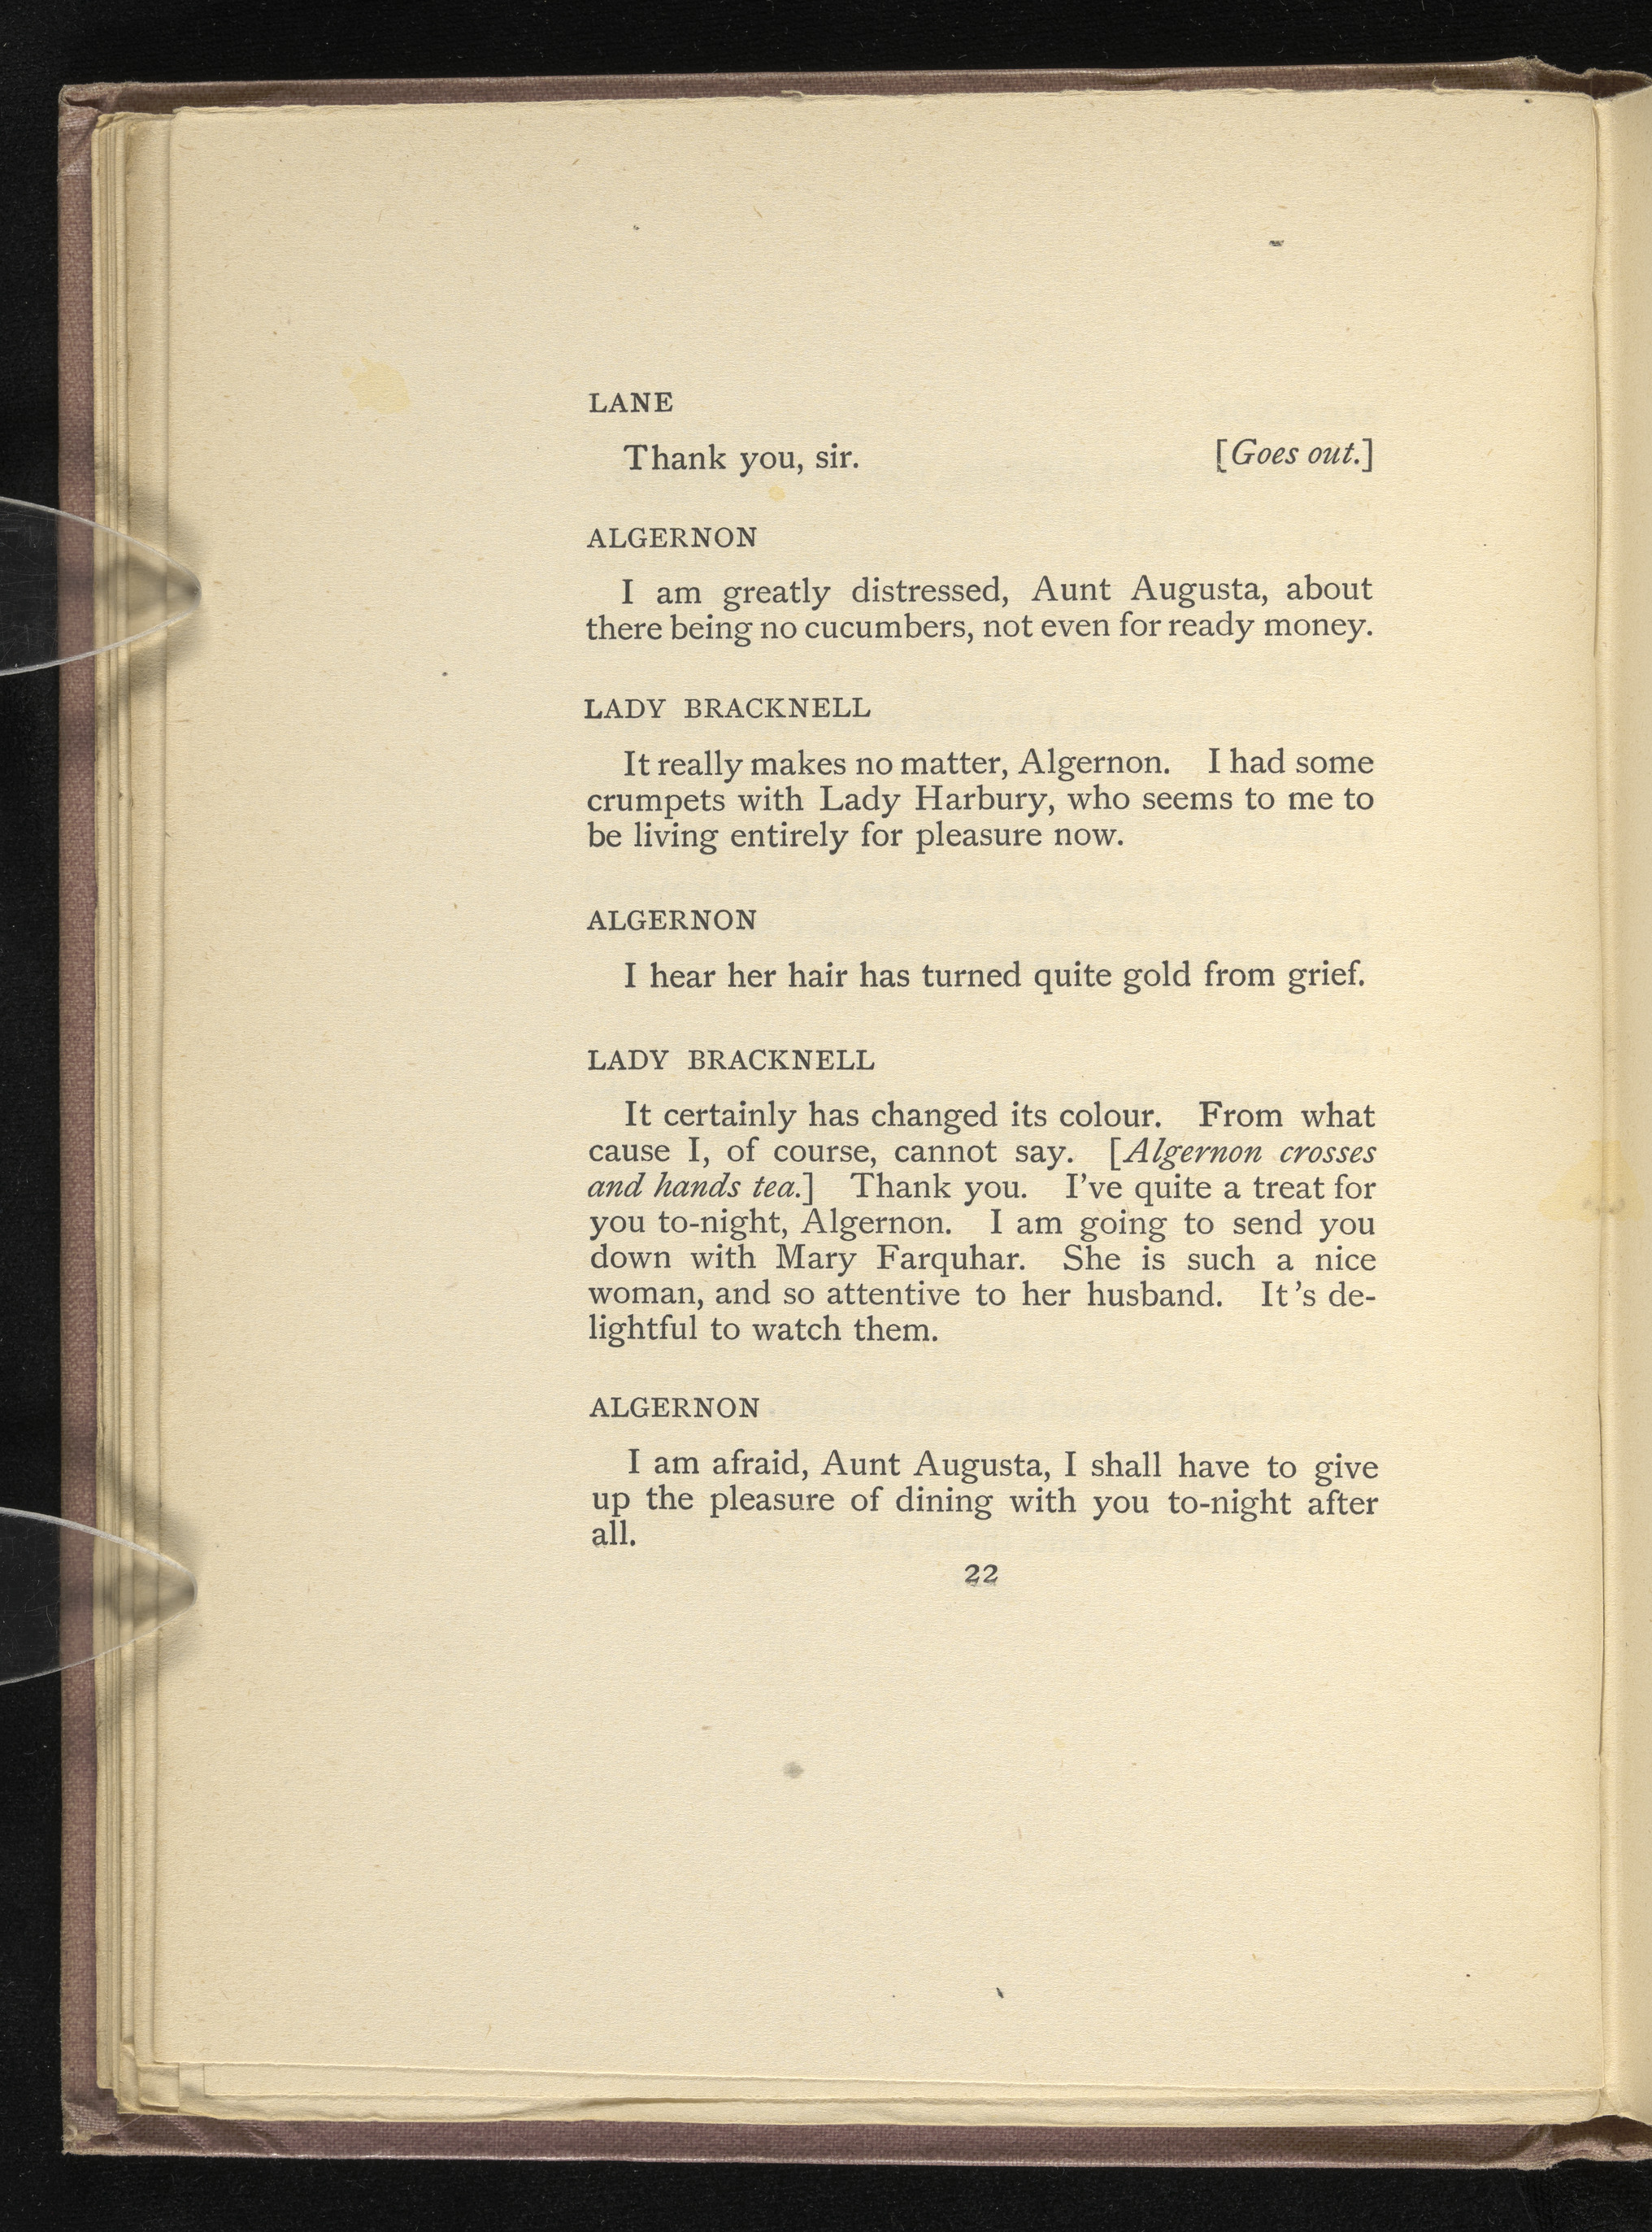 LANE
Thank you, sir. [Goes out.]
ALGERNON
I am greatly distressed, Aunt Augusta, about
there being no cucumbers, not even for ready money.
LADY BRACKNELL
It really makes no matter, Algernon. I had some
crumpets with Lady Harbury, who seems to me to
be living entirely for pleasure now.
ALGERNON
I hear her hair has turned quite gold from grief.
LADY BRACKNELL
It certainly has changed its colour. From what
cause I, of course, cannot say. [Algernon crosses
and hands tea.] Thank you. I've quite a treat for
you to-night, Algernon. I am going to send you
down with Mary Farquhar. She is such a nice
woman, and so attentive to her husband. It's de-
lightful to watch them.
ALGERNON
I am afraid, Aunt Augusta, I shall have to give
up the pleasure of dining with you to-night after
all.
22